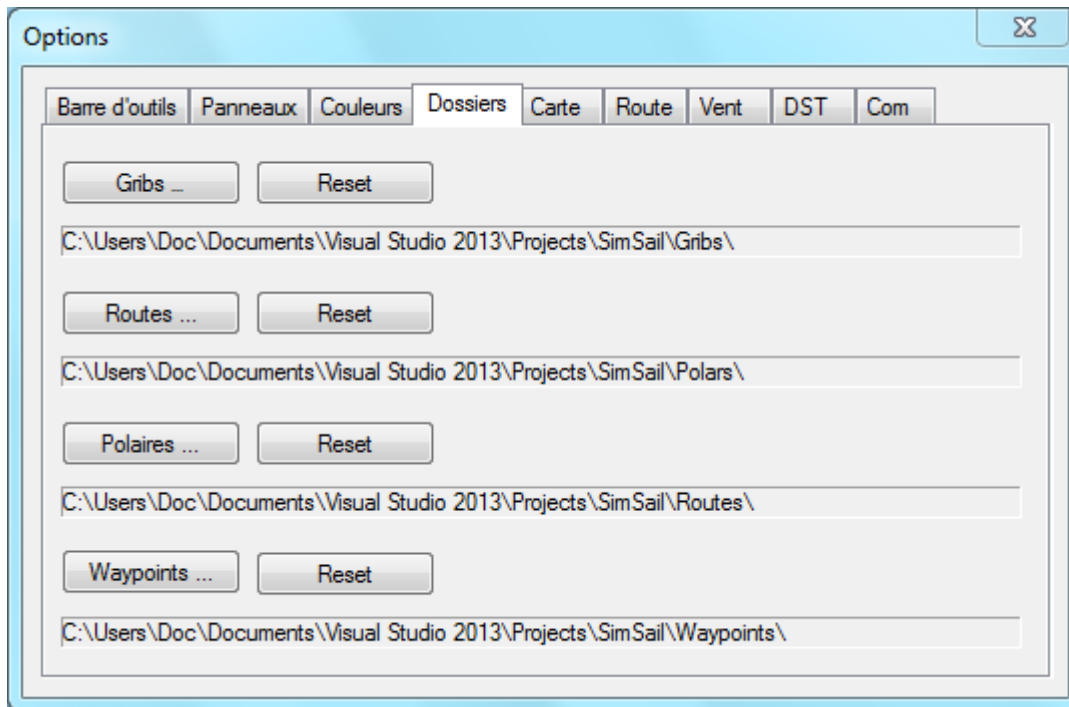 Options
Barre d'outils Panneaux Couleurs Dossiers Carte Route Vent DST Com
Gribs ... Reset
C:\Users\Doc\Documents\Visual Studio 2013\Projects\SimSail\Gribs\
Routes ... Reset
C:\Users\Doc\Documents\Visual Studio 2013\Projects\SimSail\Polars\
Polaires ... Reset
C:\Users\Doc\Documents\Visual Studio 2013\Projects\SimSail\Routes\
Waypoints ... Reset
C:\Users\Doc\Documents\Visual Studio 2013\Projects\SimSail\Waypoints\